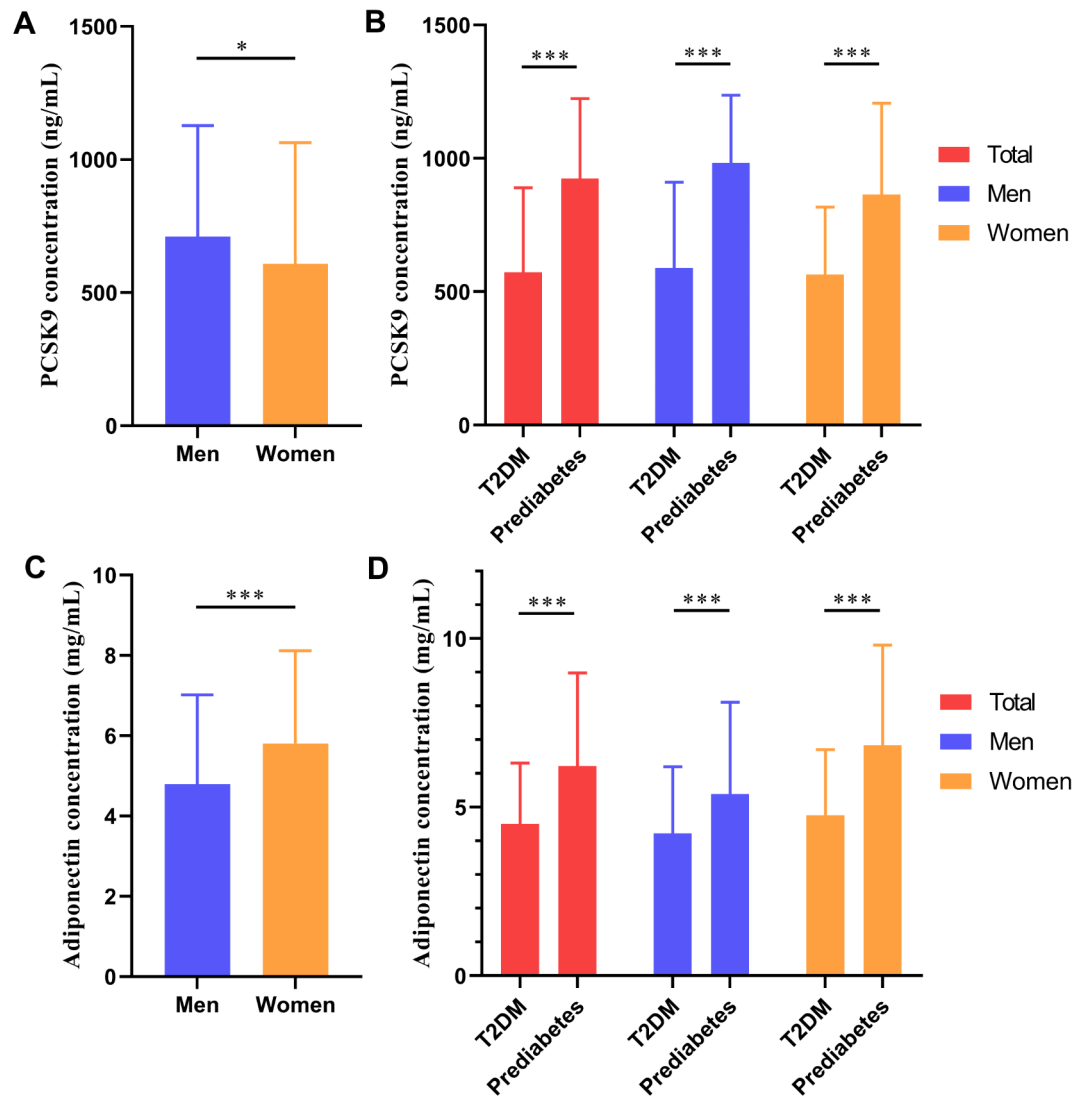 A
PCSK9 concentration (ng/mL)
1500
1000
500
0
*
Men
Women
B
PCSK9 concentration (ng/mL)
1500
1000
500
0
***
***
***
T2DM
Prediabetes
T2DM
Prediabetes
T2DM
Prediabetes
Total
Men
Women
C
Adiponectin concentration (mg/mL)
10
8
6
4
2
0
***
Men
Women
D
Adiponectin concentration (mg/mL)
10
5
0
***
***
***
T2DM
Prediabetes
T2DM
Prediabetes
T2DM
Prediabetes
Total
Men
Women